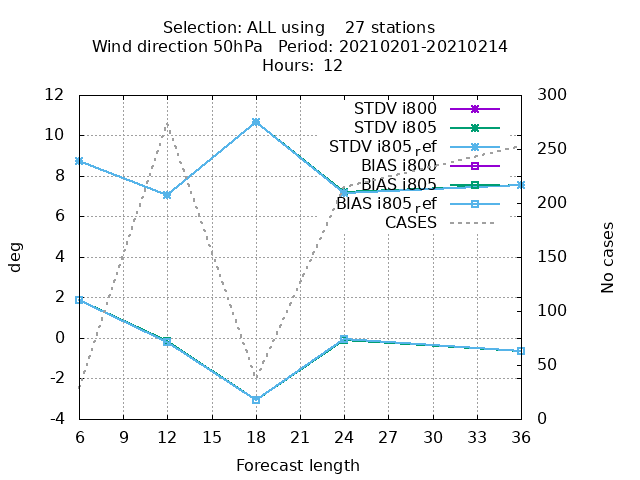 Selection: ALL using    27 stations
Wind direction 50hPa   Period: 20210201-20210214
Hours:  12
STDV i800
STDV i805
STDV i805ref
BIAS i800
BIAS i805
BIAS i805ref
CASES
12
10
8
6
4
2
0
-2
-4
deg
300
250
200
150
100
50
0
No cases
6 9 12 15 18 21 24 27 30 33 36
Forecast length